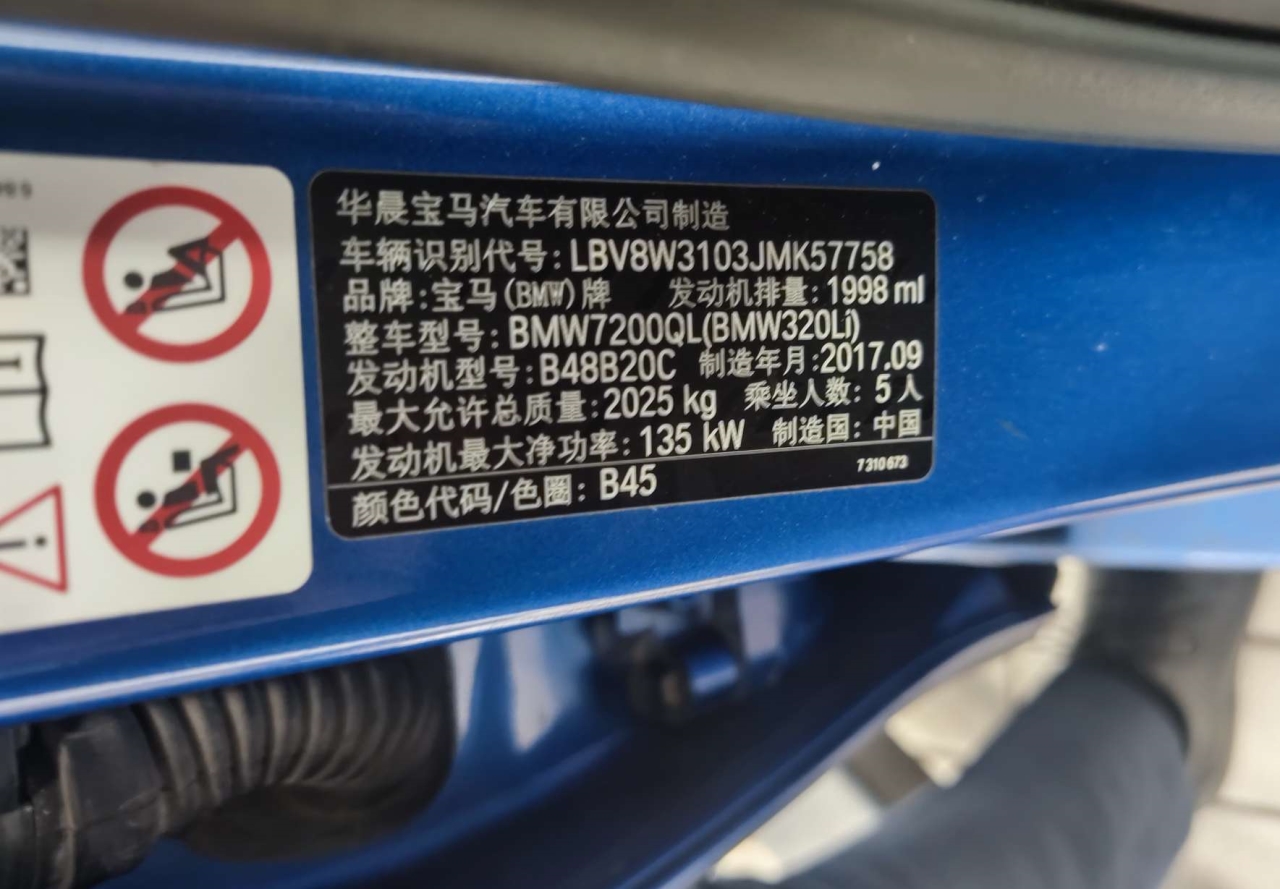 华晨宝马汽车有限公司制造
车辆识别代号:LBV8W3103JMK57758
品牌:宝马(BMW)牌 发动机排量:1998 ml
整车型号:BMW7200QL(BMW320Li)
发动机型号:B48B20C 制造年月:2017.09
最大允许总质量:2025 kg 乘坐人数: 5 人
发动机最大净功率: 135 kW 制造国: 中国
7310673
颜色代码/色圈: B45